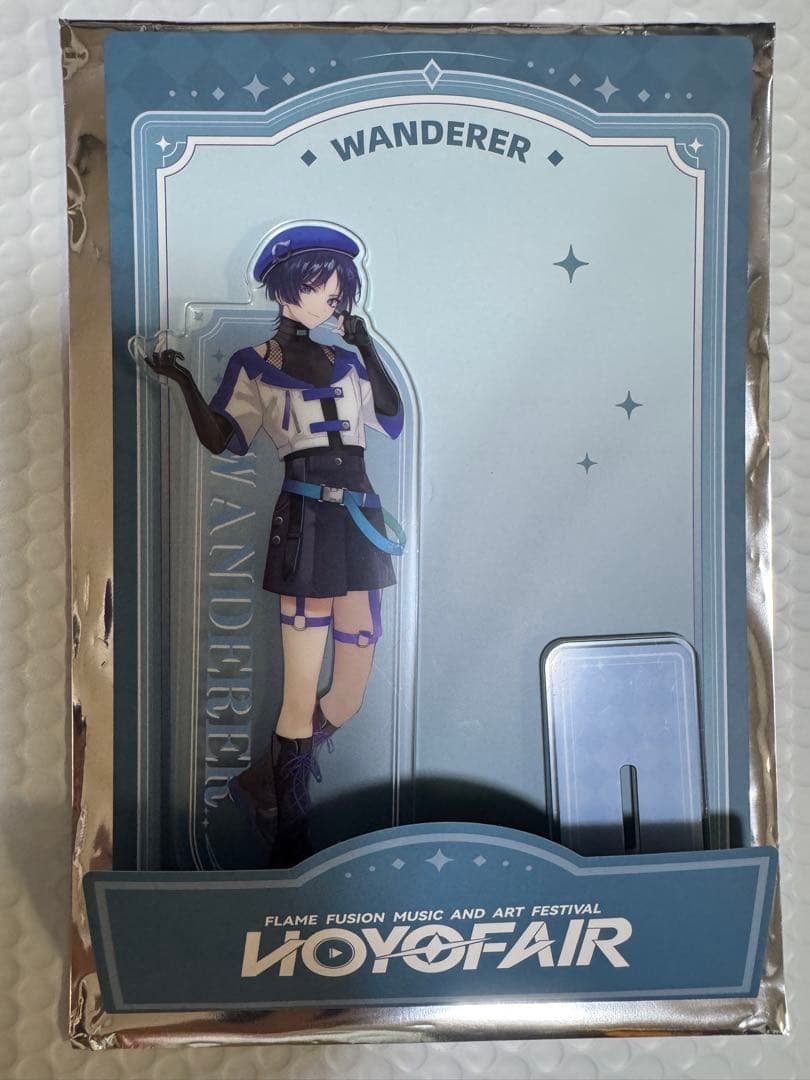 WANDERER
WANDERER
FLAME FUSION MUSIC AND ART FESTIVAL
HOYOFAIR